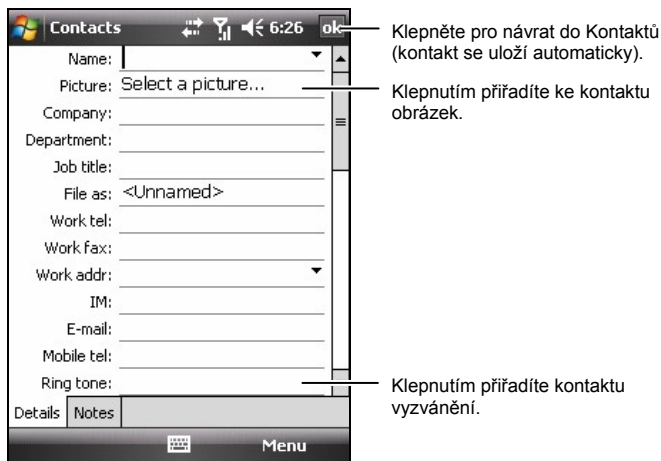 Contacts 6:26 ok
Name:
Picture: Select a picture...
Company:
Department:
Job title:
File as: <Unnamed>
Work tel:
Work fax:
Work addr:
IM:
E-mail:
Mobile tel:
Ring tone:
Details Notes
Menu
Klepněte pro návrat do Kontaktů
(kontakt se uloží automaticky).
Klepnutím přiřadíte ke kontaktu
obrázek.
Klepnutím přiřadíte kontaktu
vyzvánění.